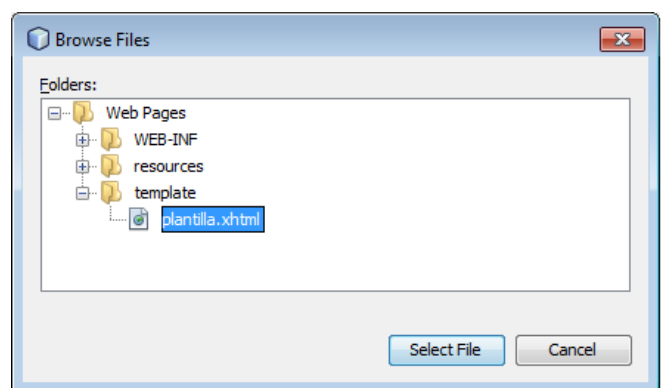 Browse Files
Folders:
Web Pages
WEB-INF
resources
template
plantilla.xhtml
Select File Cancel